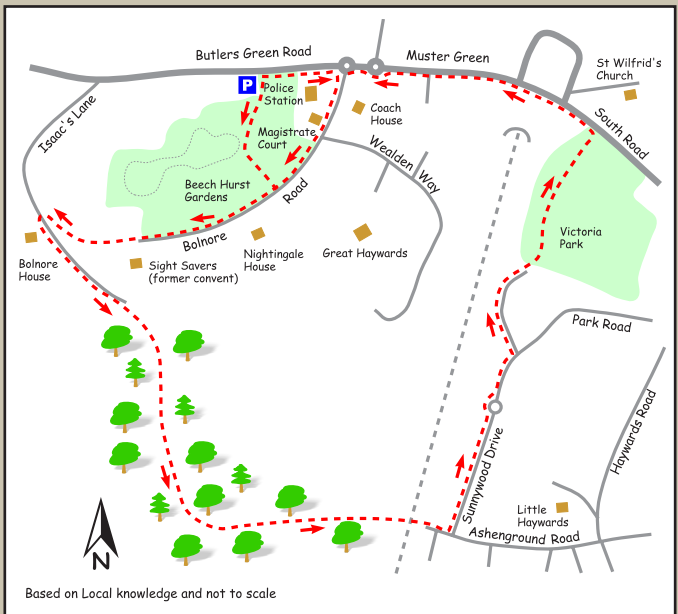 Butlers Green Road
Muster Green
St Wilfrid's
Church
P
Police
Station
Isaac's Lane
Coach
House
South Road
Magistrate
Court
Wealden Way
Beech Hurst
Gardens
Bolnore Road
Victoria
Park
Nightingale
House
Great Haywards
Bolnore
House
Sight Savers
(former convent)
Park Road
Haywards Road
Sunnywood Drive
Little
Haywards
Ashenground Road
N
Based on Local knowledge and not to scale